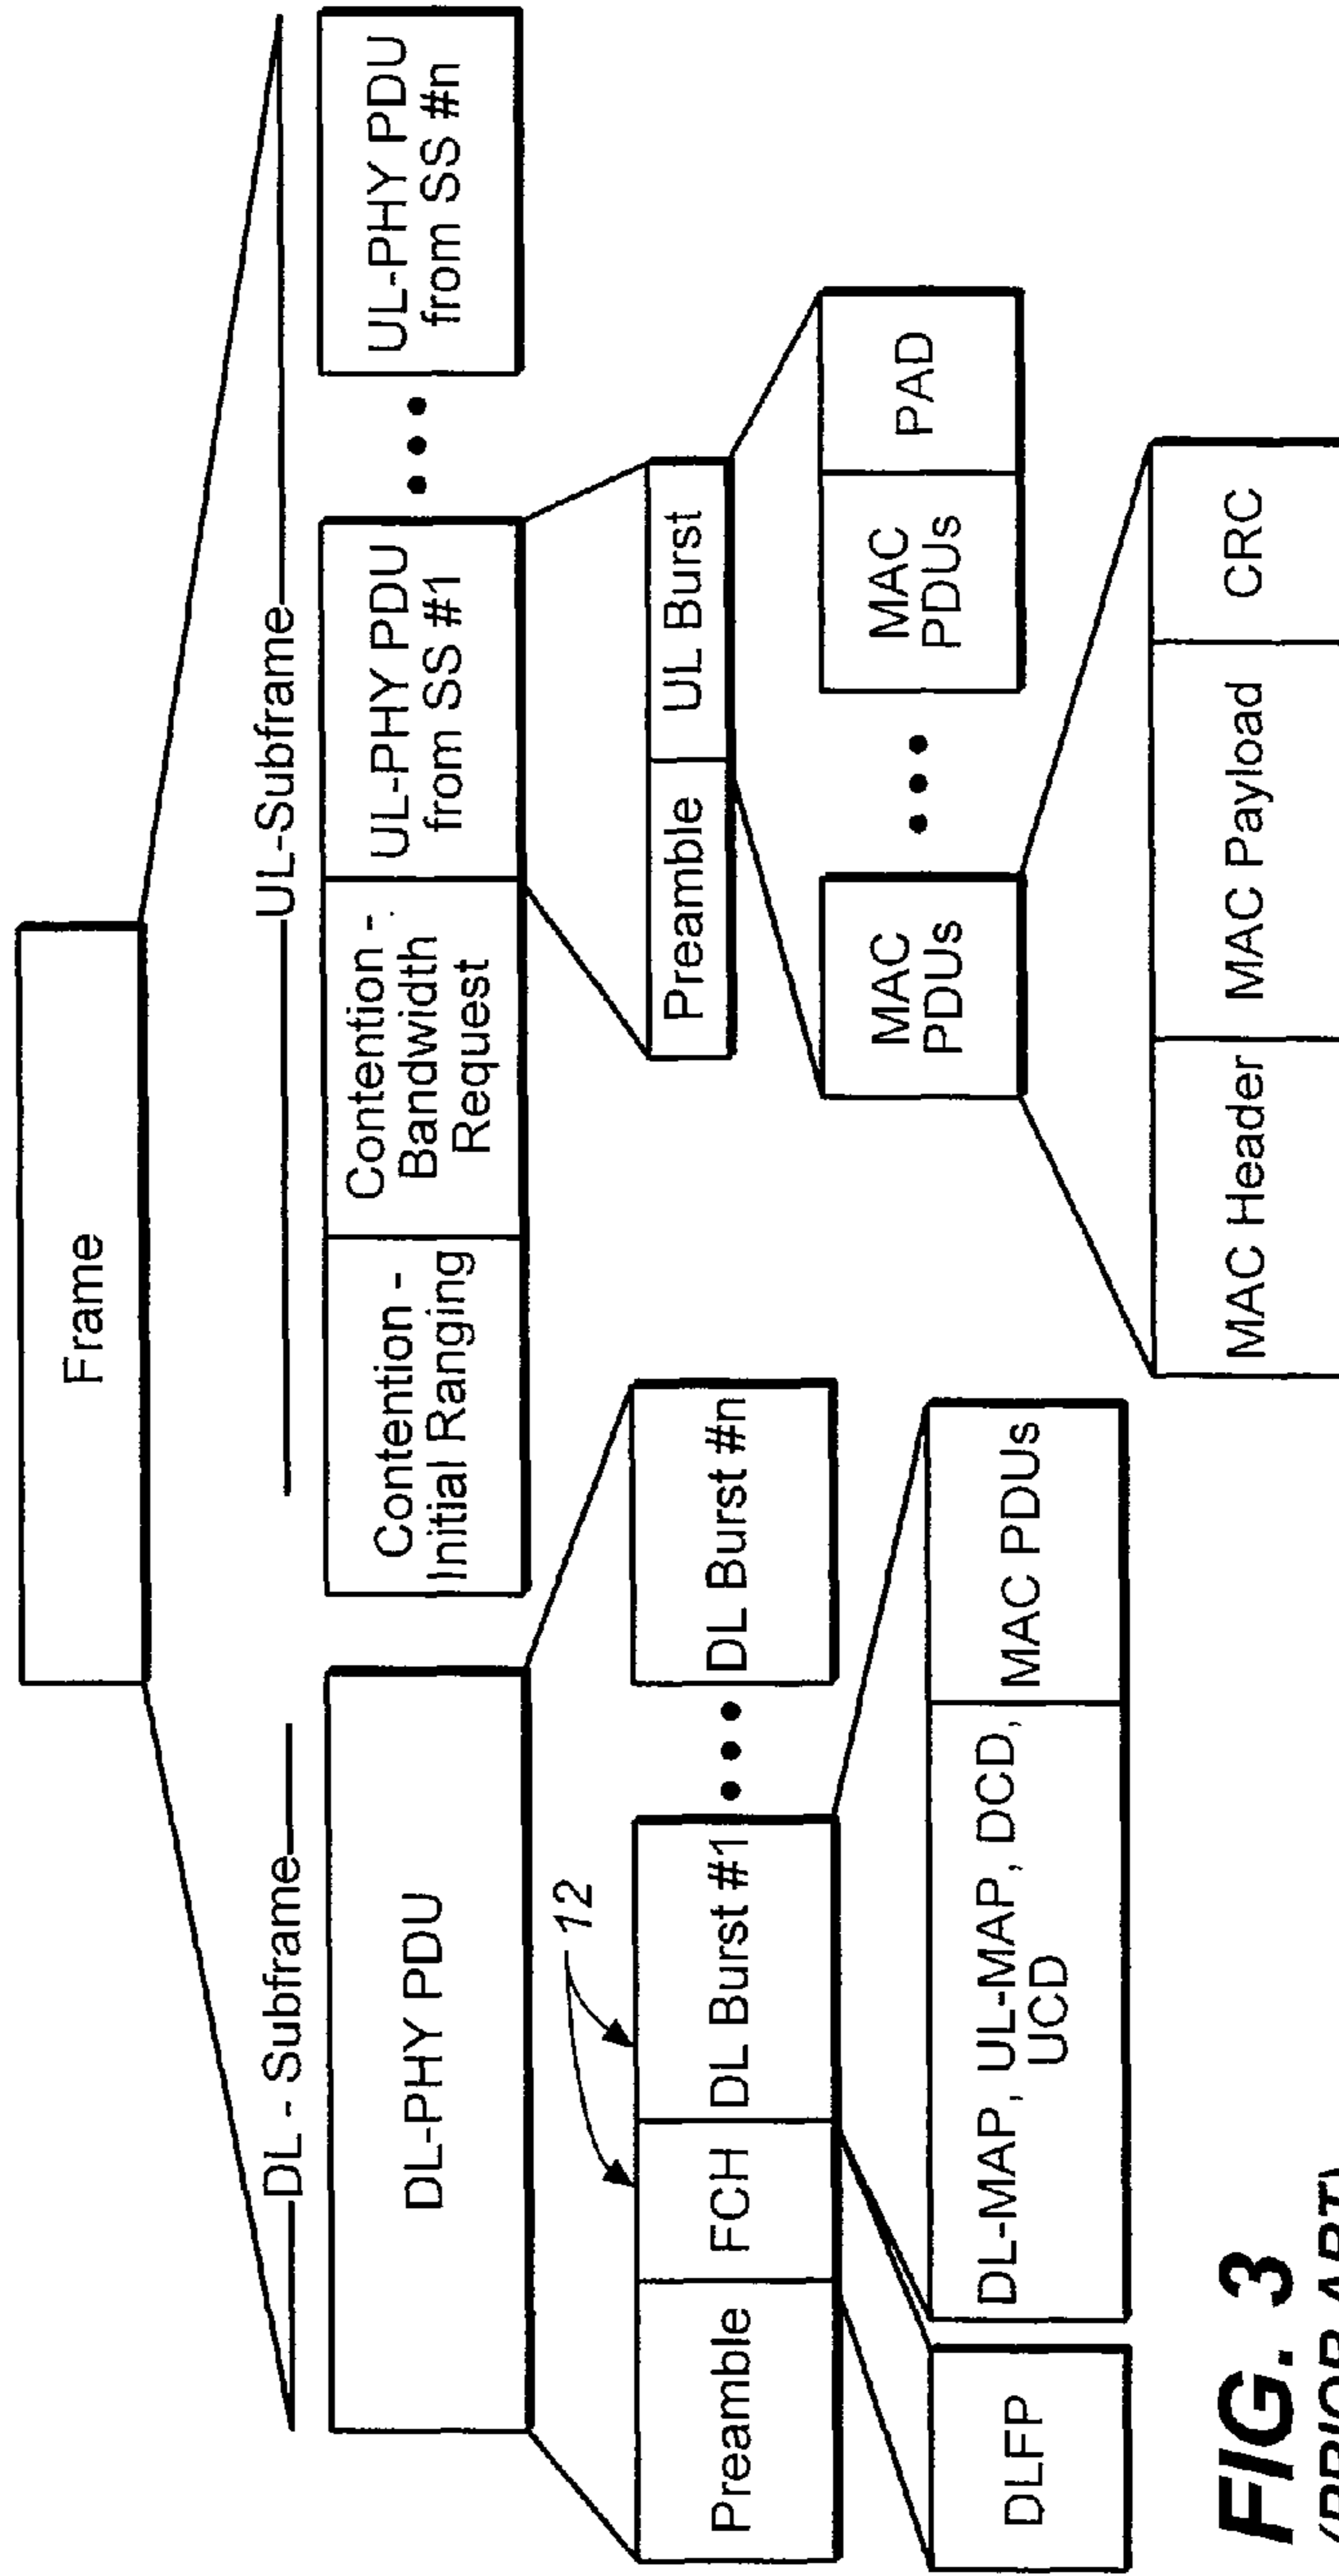 Frame
DL - Subframe
UL-Subframe
DL-PHY PDU
Contention -
Initial Ranging
Contention -
Bandwidth
Request
UL-PHY PDU
from SS #1
UL-PHY PDU
from SS #n
12
Preamble
FCH
DL Burst #1
DL Burst #n
Preamble
UL Burst
DLFP
DL-MAP, UL-MAP, DCD,
UCD
MAC PDUs
MAC
PDUs
MAC
PDUs
PAD
MAC Header
MAC Payload
CRC
FIG. 3
(PRIOR ART)